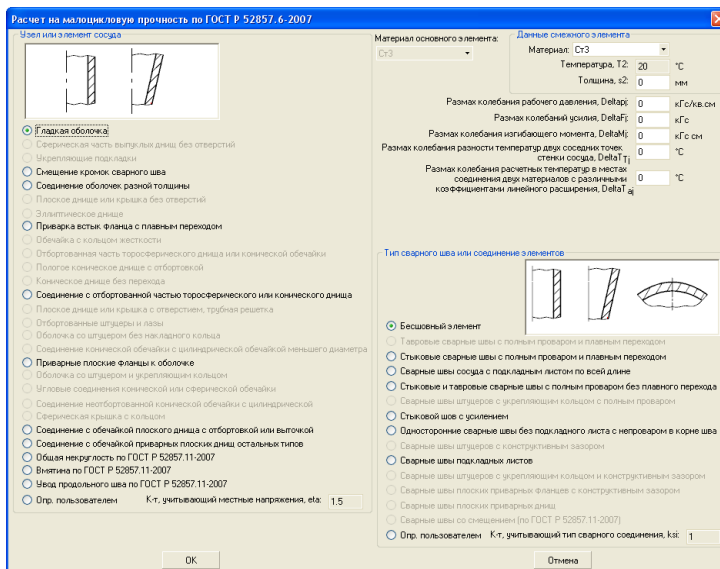 Расчет на малоцикловую прочность по ГОСТ Р 52857.6-2007
Узел или элемент сосуда
Гладкая оболочка
Сферическая часть выпуклых днищ без отверстий
Укрепляющие подкладки
Смещение кромок сварного шва
Соединение оболочек разной толщины
Плоское днище или крышка без отверстий
Эллиптическое днище
Приварка встык фланца с плавным переходом
Обечайка с кольцом жесткости
Отбортованная часть торосферического днища или конической обечайки
Пологое коническое днище с отбортовкой
Коническое днище без перехода
Соединение с отбортованной частью торосферического или конического днища
Плоское днище или крышка с отверстием, трубная решетка
Отбортованные штуцеры и лазы
Оболочка со штуцером без накладного кольца
Соединение конической обечайки с цилиндрической обечайкой меньшего диаметра
Приварные плоские фланцы к оболочке
Оболочка со штуцером и укрепляющим кольцом
Угловые соединения конической или сферической обечайки
Соединение неотбортованной конической обечайки с цилиндрической
Сферическая крышка с кольцом
Соединение с обечайкой плоского днища с отбортовкой или выточкой
Соединение с обечайкой приварных плоских днищ остальных типов
Общая некруглость по ГОСТ Р 52857.11-2007
Вмятина по ГОСТ Р 52857.11-2007
Увод продольного шва по ГОСТ Р 52857.11-2007
Опр. пользователем К-т, учитывающий местные напряжения, eta: 1.5
Материал основного элемента:
Ст3
Данные смежного элемента
Материал: Ст3
Температура, T2: 20 °C
Толщина, s2: 0 мм
Размах колебания рабочего давления, Deltapj: 0 кГс/кв.см
Размах колебаний усилия, DeltaFj: 0 кГс
Размах колебания изгибающего момента, DeltaMj: 0 кГс см
Размах колебания разности температур двух соседних точек
стенки сосуда, DeltaT Tj 0 °C
Размах колебания расчетных температур в местах
соединения двух материалов с различными
коэффициентами линейного расширения, DeltaT aj 0 °C
Тип сварного шва или соединение элементов
Бесшовный элемент
Тавровые сварные швы с полным проваром и плавным переходом
Стыковые сварные швы с полным проваром и плавным переходом
Сварные швы сосуда с подкладным листом по всей длине
Стыковые и тавровые сварные швы с полным проваром без плавного перехода
Сварные швы штуцеров с укрепляющим кольцом с полным проваром
Стыковой шов с усилением
Односторонние сварные швы без подкладного листа с непроваром в корне шва
Сварные швы штуцеров с конструктивным зазором
Сварные швы подкладных листов
Сварные швы штуцеров с укрепляющим кольцом и конструктивным зазором
Сварные швы плоских приварных фланцев с конструктивным зазором
Сварные швы плоских приварных днищ
Сварные швы со смещением (по ГОСТ Р 52857.11-2007)
Опр. пользователем К-т, учитывающий тип сварного соединения, ksi: 1
OK
Отмена